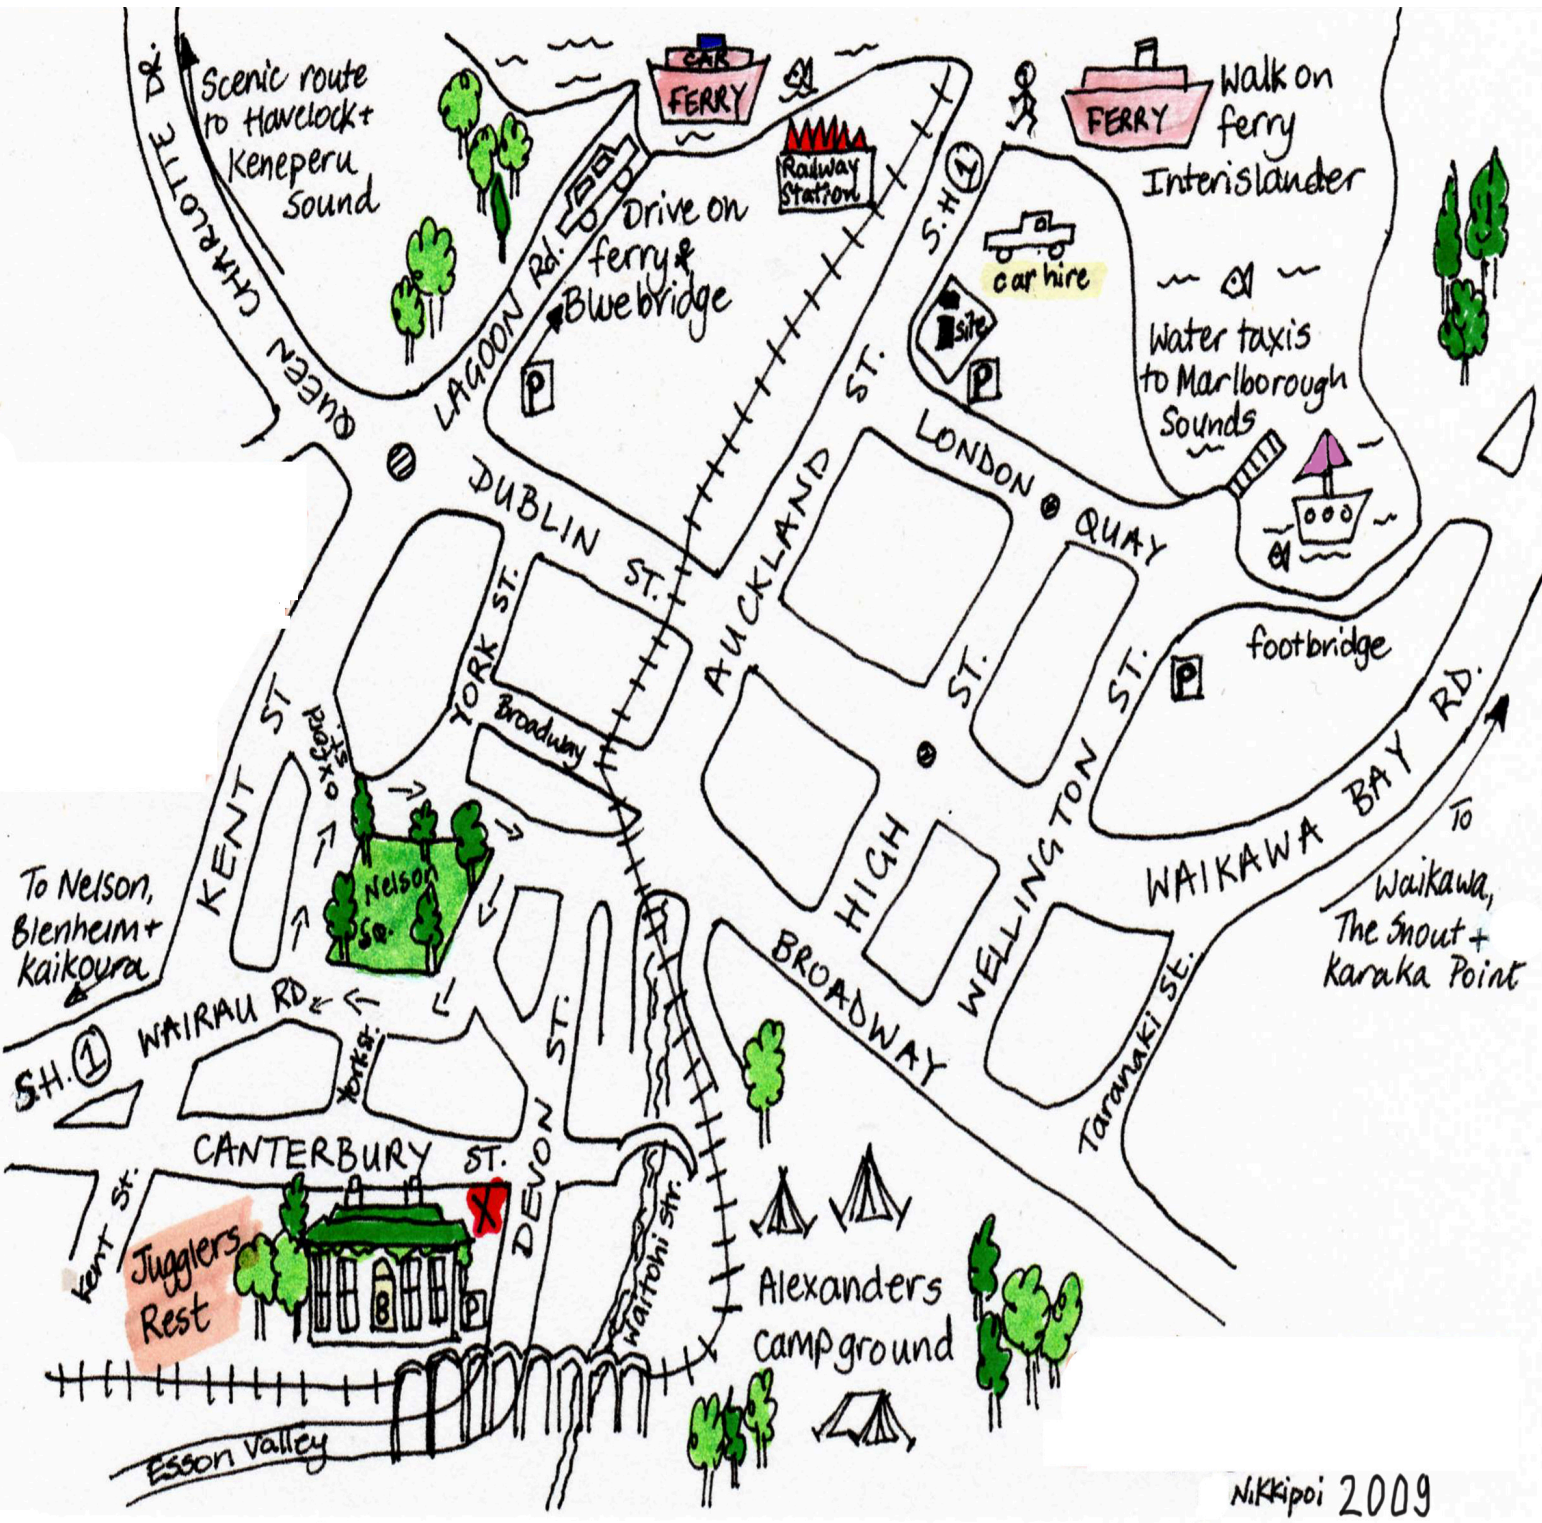 QUEEN CHARLOTTE DR.
Scenic route
to Havelock+
Keneperu
Sound
CAR
FERRY
Railway
Station
Drive on
ferry &
Bluebridge
LAGOON Rd.
P
S.H 1
car hire
isite
P
FERRY
Walk on
ferry
Interislander
Water taxis
to Marlborough
Sounds
LONDON QUAY
DUBLIN ST.
AUCKLAND ST.
YORK ST.
Broadway
HIGH ST.
WELLINGTON ST.
footbridge
P
WAIKAWA BAY RD.
To
Waikawa,
The Snout +
Karaka Point
KENT ST
Oxford
St.
Nelson
Sq.
To Nelson,
Blenheim+
Kaikoura
S.H. 1
WAIRAU RD
York St.
BROADWAY
Taranaki St.
CANTERBURY ST.
DEVON ST.
Kent St.
X
Jugglers
Rest
8
P
Waitohi Str.
Alexanders
campground
Esson Valley
Nikkipoi 2009